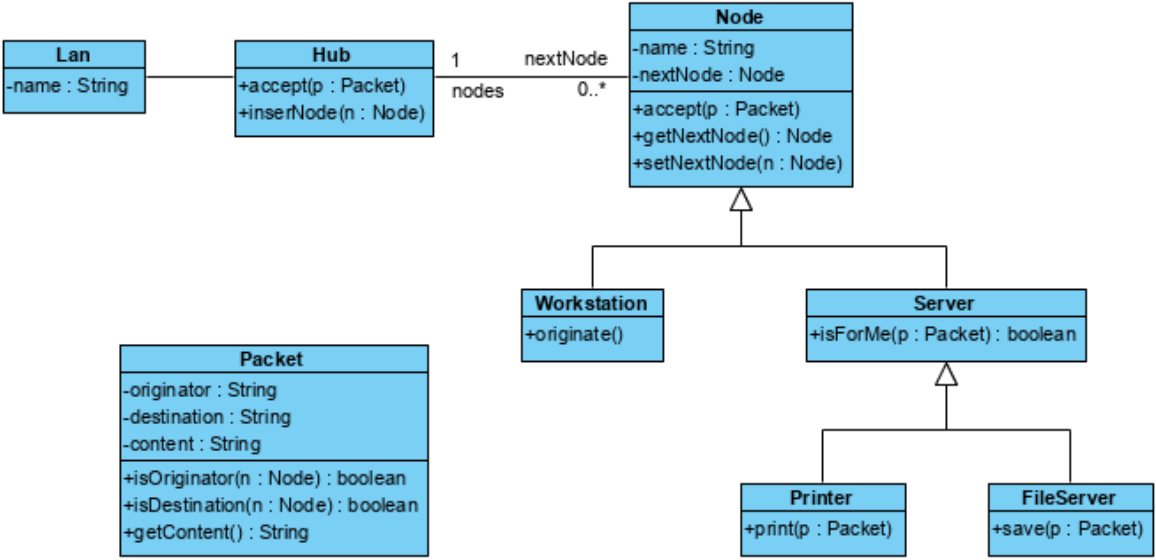 Lan
-name : String
Hub
+accept(p : Packet)
+inserNode(n : Node)
1
nextNode
nodes
0..*
Node
-name : String
-nextNode : Node
+accept(p : Packet)
+getNextNode() : Node
+setNextNode(n : Node)
Workstation
+originate()
Server
+isForMe(p : Packet) : boolean
Packet
-originator : String
-destination : String
-content : String
+isOriginator(n : Node) : boolean
+isDestination(n : Node) : boolean
+getContent() : String
Printer
+print(p : Packet)
FileServer
+save(p : Packet)